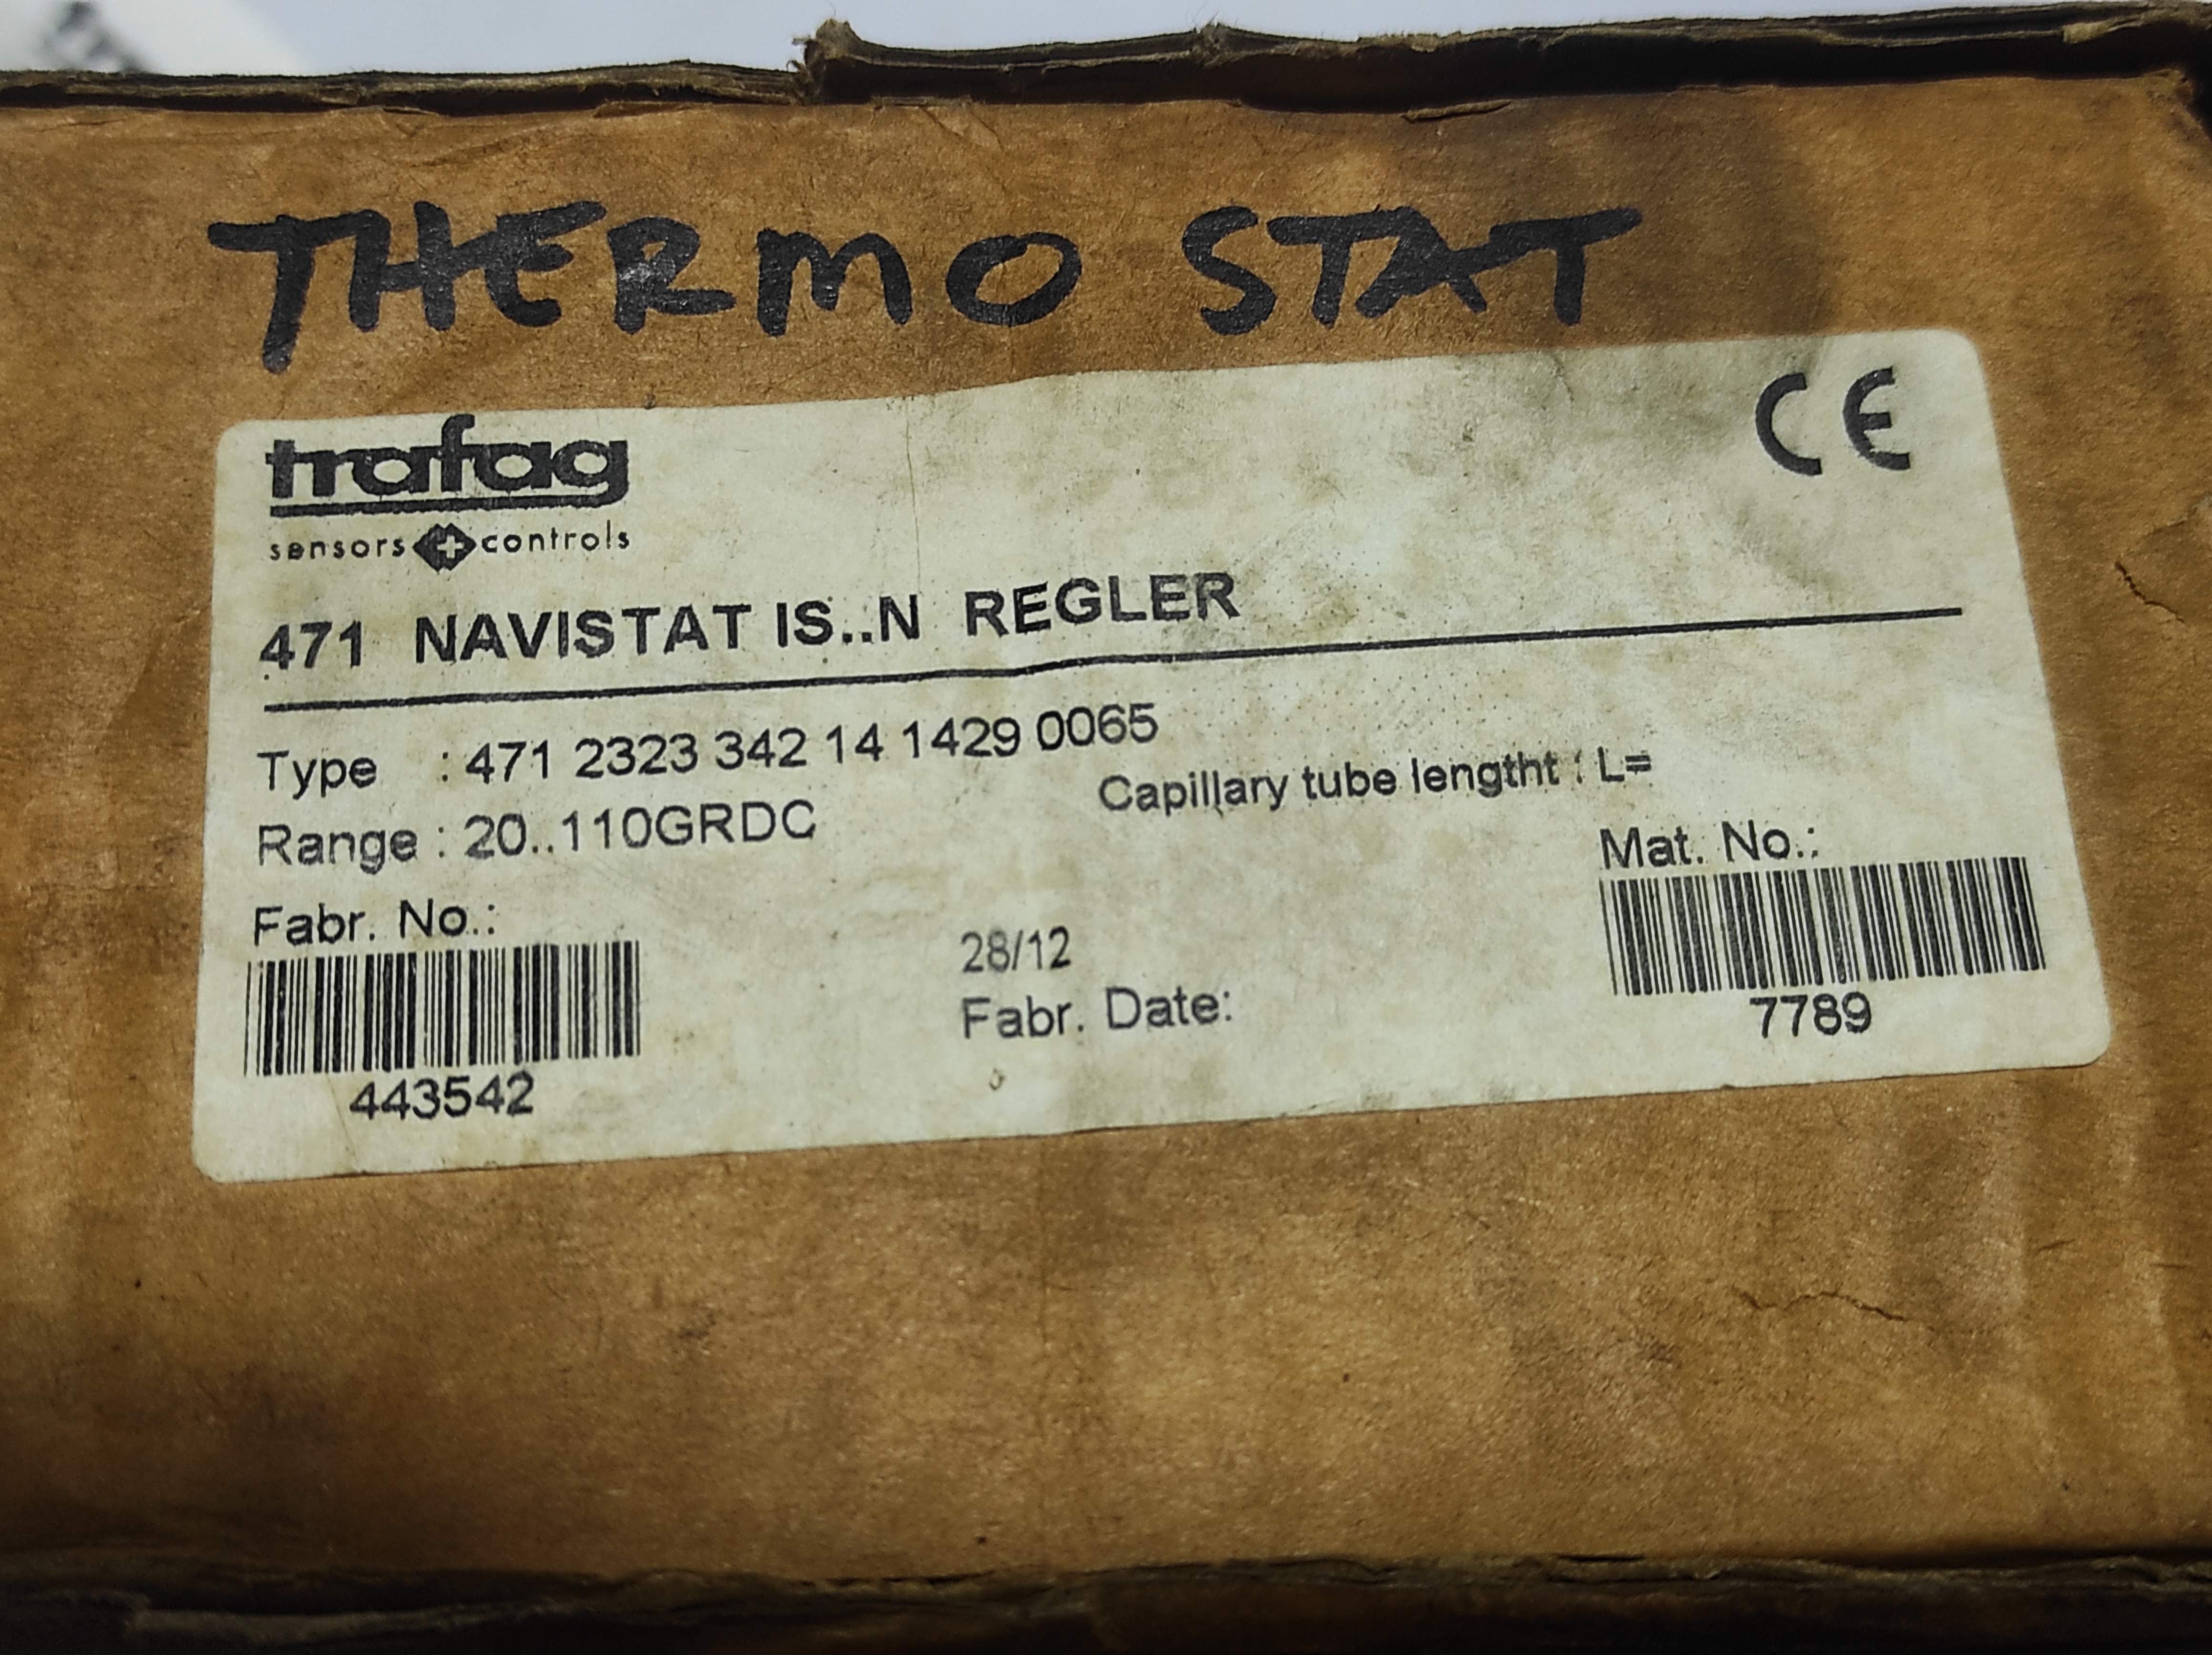 THERMO STAT
trafag
sensors controls
CE
471 NAVISTAT IS..N REGLER
Type : 471 2323 342 14 1429 0065
Capillary tube lengtht : L=
Range : 20..110GRDC
Mat. No.:
Fabr. No.:
28/12
Fabr. Date:
7789
443542